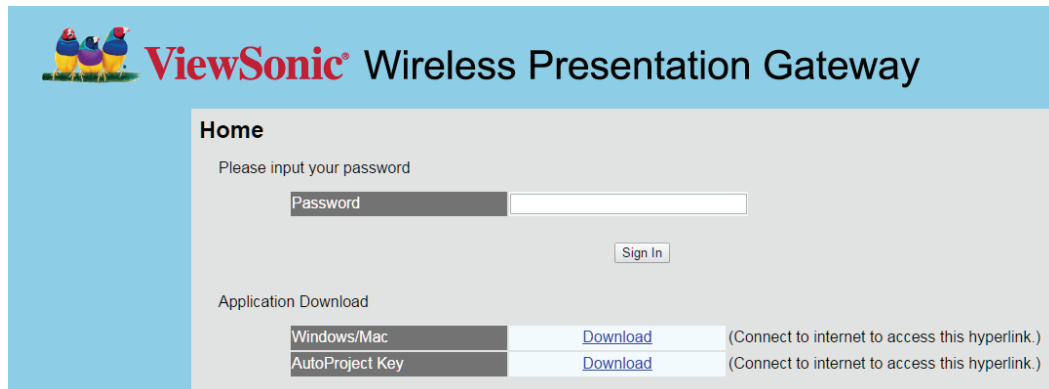 ViewSonic® Wireless Presentation Gateway
Home
Please input your password
Password
Sign In
Application Download
Windows/Mac Download (Connect to internet to access this hyperlink.)
AutoProject Key Download (Connect to internet to access this hyperlink.)